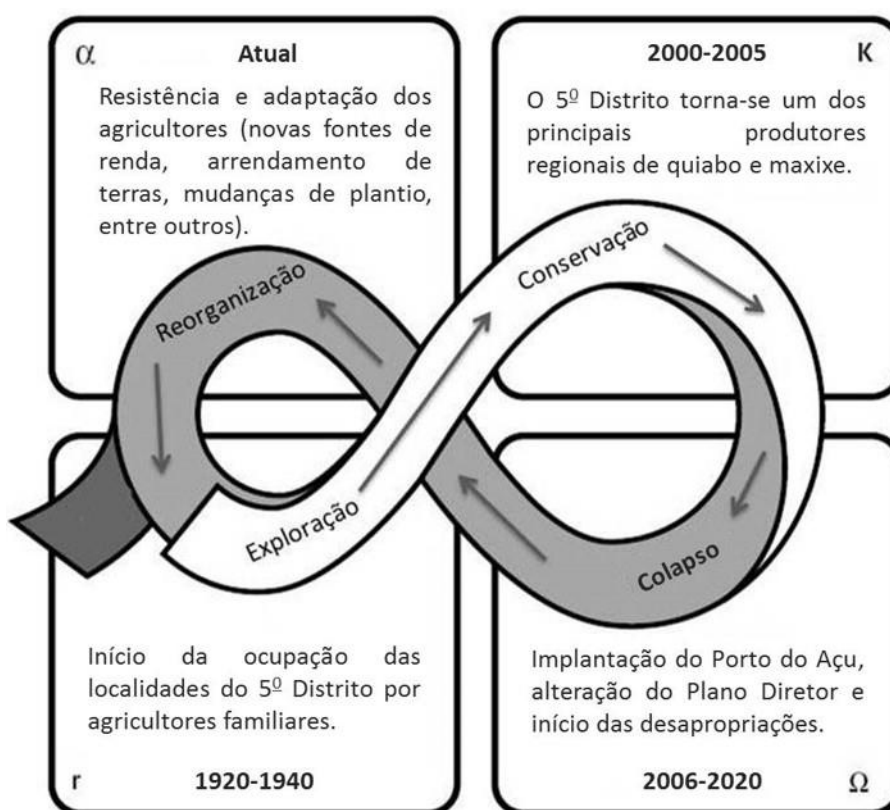 α Atual
Resistência e adaptação dos
agricultores (novas fontes de
renda, arrendamento de
terras, mudanças de plantio,
entre outros).
2000-2005 K
O 5º Distrito torna-se um dos
principais produtores
regionais de quiabo e maxixe.
Reorganização
Conservação
Exploração
Colapso
Início da ocupação das
localidades do 5º Distrito por
agricultores familiares.
r 1920-1940
Implantação do Porto do Açu,
alteração do Plano Diretor e
início das desapropriações.
2006-2020 Ω